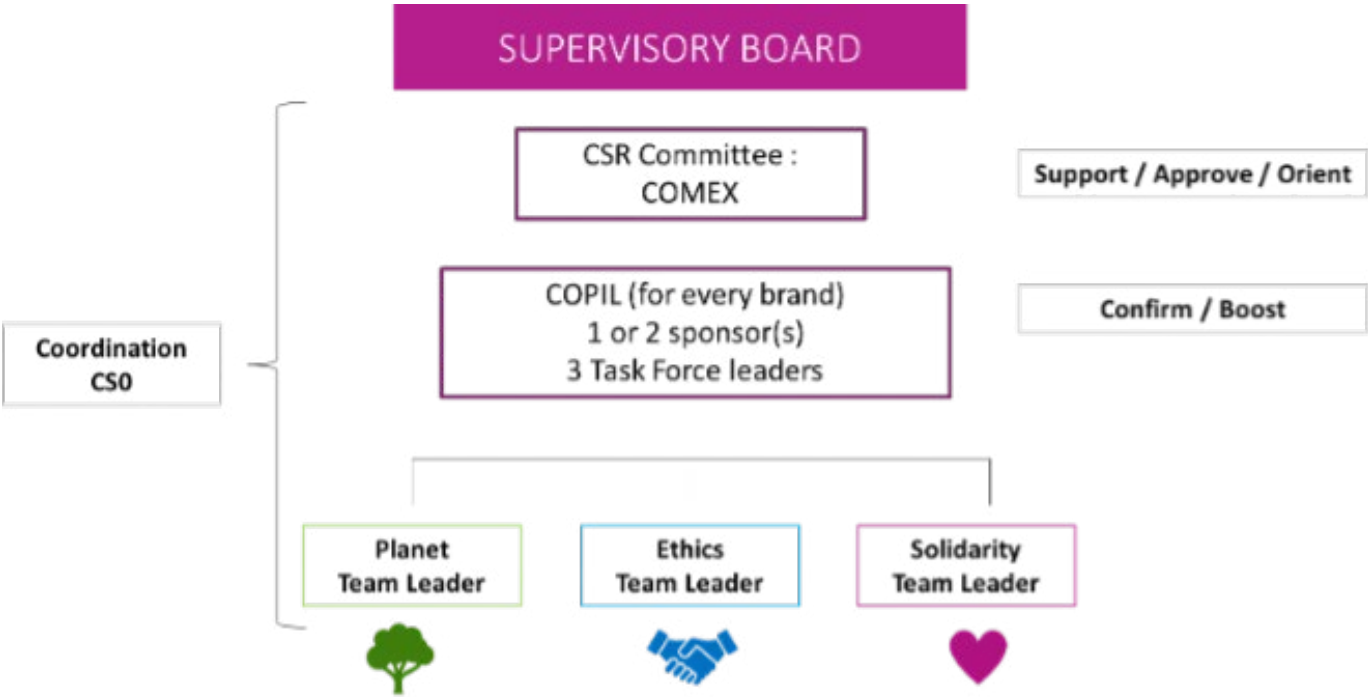 SUPERVISORY BOARD
CSR Committee :
COMEX
Support / Approve / Orient
COPIL (for every brand)
1 or 2 sponsor(s)
3 Task Force leaders
Confirm / Boost
Coordination
CS0
Planet
Team Leader
Ethics
Team Leader
Solidarity
Team Leader